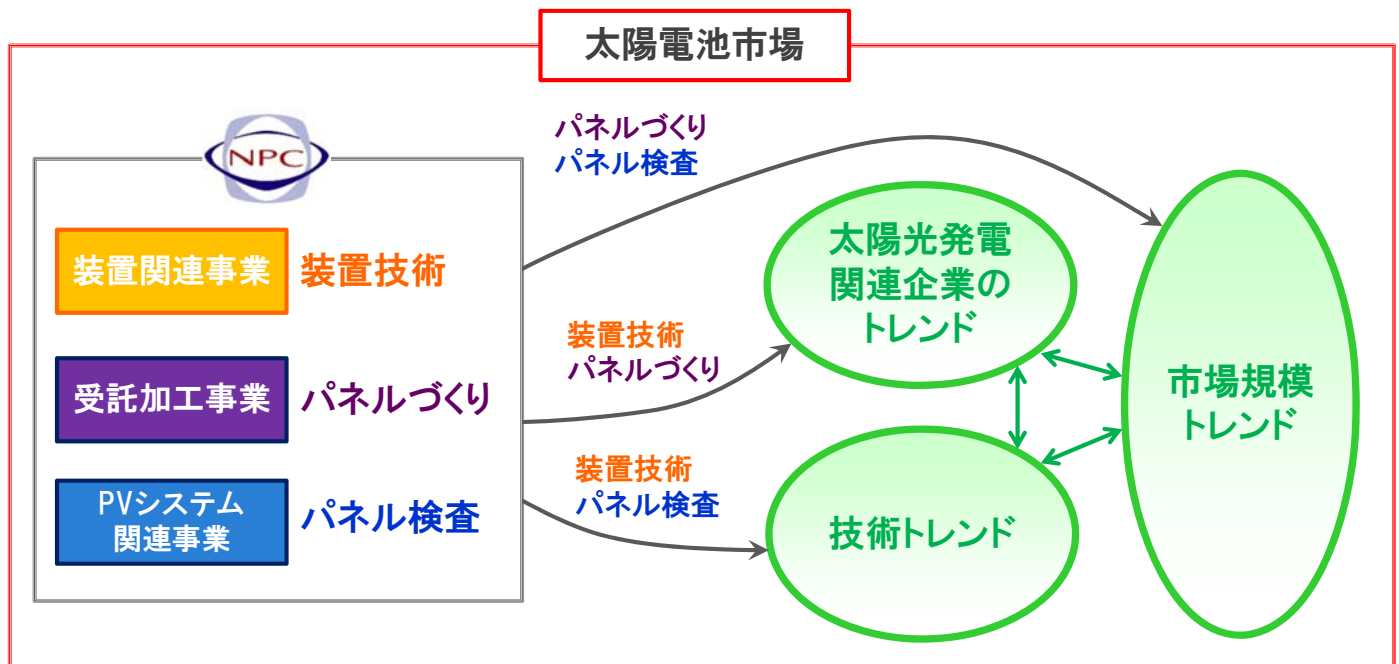 太陽電池市場
NPC
装置関連事業
装置技術
受託加工事業
パネルづくり
PVシステム
関連事業
パネル検査
パネルづくり
パネル検査
装置技術
パネルづくり
装置技術
パネル検査
太陽光発電
関連企業の
トレンド
技術トレンド
市場規模
トレンド